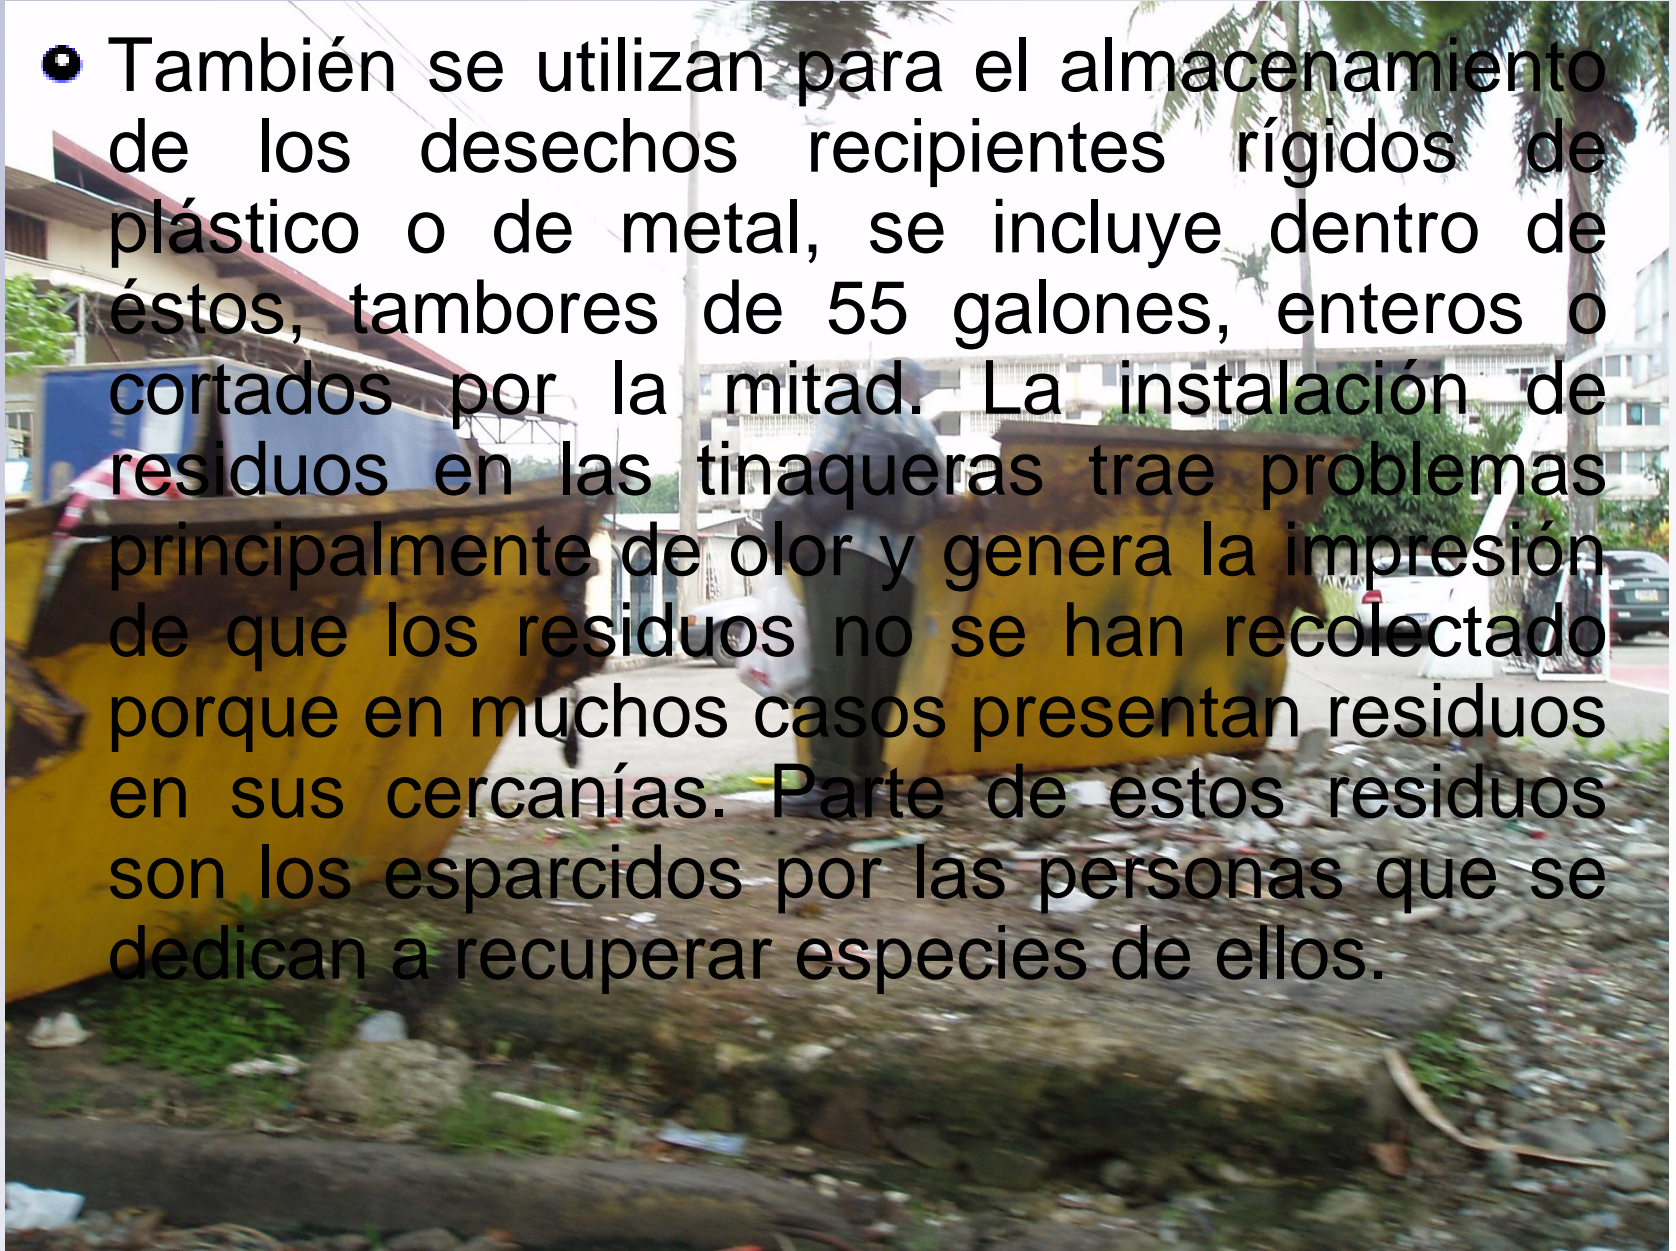 También se utilizan para el almacenamiento
de los desechos recipientes rígidos de
plástico o de metal, se incluye dentro de
éstos, tambores de 55 galones, enteros o
cortados por la mitad. La instalación de
residuos en las tinaqueras trae problemas
principalmente de olor y genera la impresión
de que los residuos no se han recolectado
porque en muchos casos presentan residuos
en sus cercanías. Parte de estos residuos
son los esparcidos por las personas que se
dedican a recuperar especies de ellos.